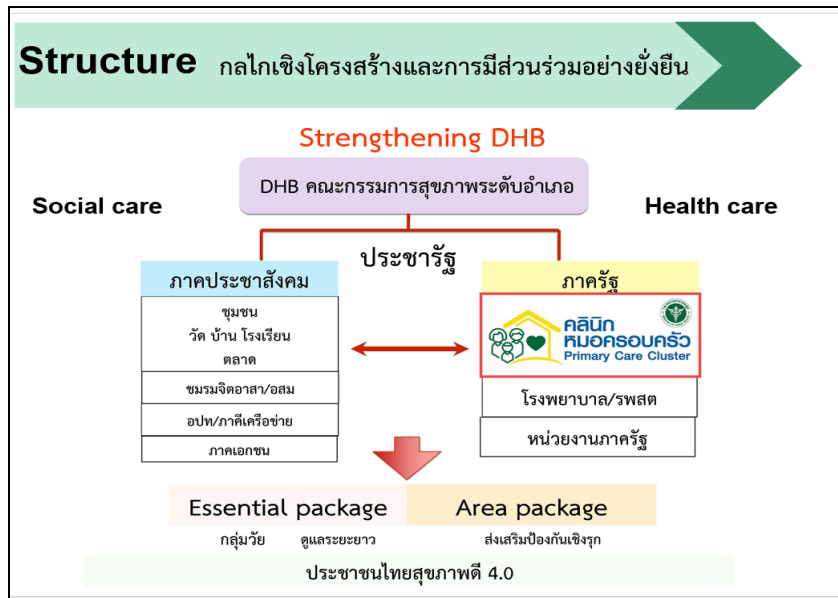 Structure กลไกเชิงโครงสร้างและการมีส่วนร่วมอย่างยั่งยืน
Strengthening DHB
DHB คณะกรรมการสุขภาพระดับอำเภอ
Social care
Health care
ประชารัฐ
ภาคประชาสังคม
ชุมชน
วัด บ้าน โรงเรียน
ตลาด
ชมรมจิตอาสา/อสม
อปท/ภาคีเครือข่าย
ภาคเอกชน
ภาครัฐ
คลินิก
หมอครอบครัว
Primary Care Cluster
โรงพยาบาล/รพสต
หน่วยงานภาครัฐ
Essential package
Area package
กลุ่มวัย ดูแลระยะยาว
ส่งเสริมป้องกันเชิงรุก
ประชาชนไทยสุขภาพดี 4.0